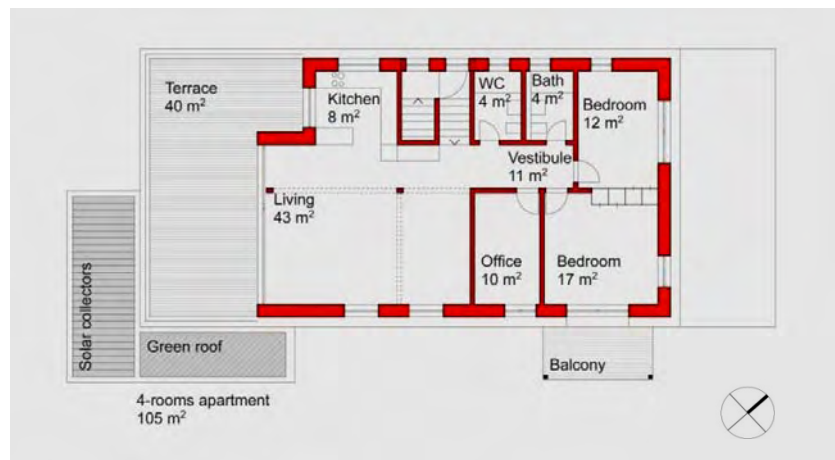 Terrace
40 m²
Kitchen
8 m²
WC
4 m²
Bath
4 m²
Bedroom
12 m²
Vestibule
11 m²
Living
43 m²
Office
10 m²
Bedroom
17 m²
Solar collectors
Green roof
Balcony
4-rooms apartment
105 m²